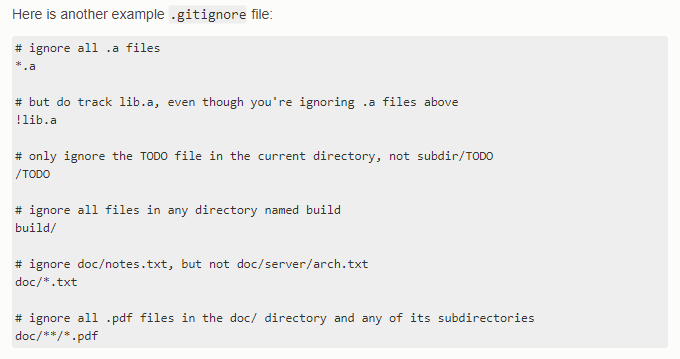 Here is another example .gitignore file:
# ignore all .a files
*.a
# but do track lib.a, even though you're ignoring .a files above
!lib.a
# only ignore the TODO file in the current directory, not subdir/TODO
/TODO
# ignore all files in any directory named build
build/
# ignore doc/notes.txt, but not doc/server/arch.txt
doc/*.txt
# ignore all .pdf files in the doc/ directory and any of its subdirectories
doc/**/*.pdf